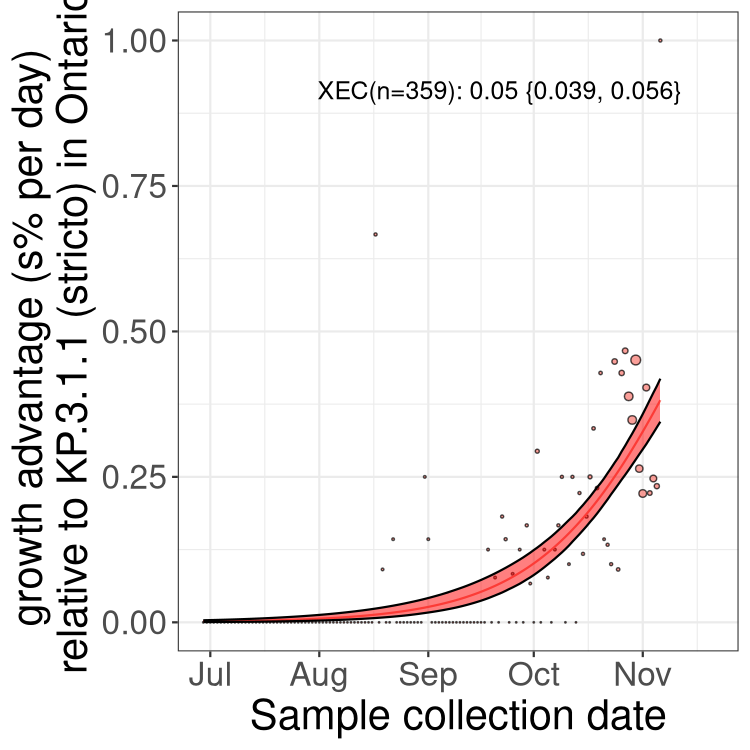 growth advantage (s% per day)
relative to KP.3.1.1 (stricto) in Ontario
1.00
0.75
0.50
0.25
0.00
XEC(n=359): 0.05 {0.039, 0.056}
Jul Aug Sep Oct Nov
Sample collection date